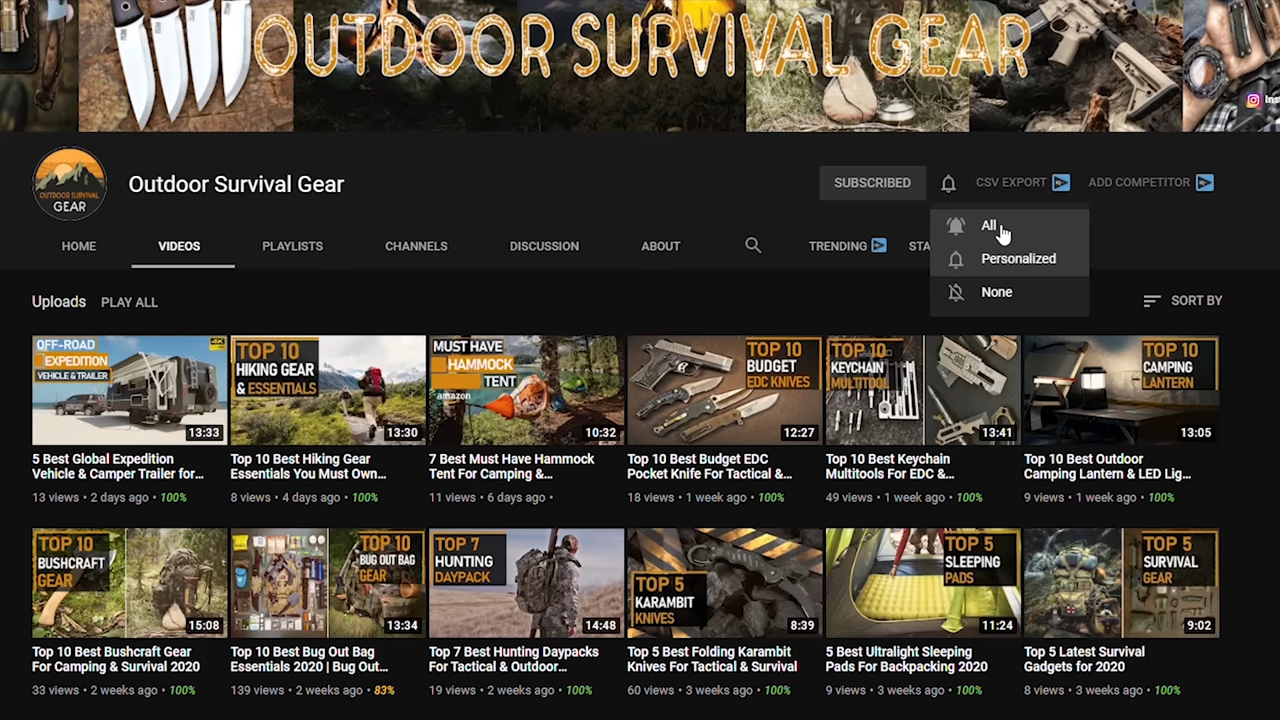 OUTDOOR SURVIVAL GEAR
Inst
OUTDOOR SURVIVAL
GEAR
Outdoor Survival Gear
SUBSCRIBED
CSV EXPORT
ADD COMPETITOR
All
Personalized
None
HOME
VIDEOS
PLAYLISTS
CHANNELS
DISCUSSION
ABOUT
TRENDING
STA
Uploads
PLAY ALL
SORT BY
OFF-ROAD
EXPEDITION
VEHICLE & TRAILER
4K
13:33
TOP 10
HIKING GEAR
& ESSENTIALS
13:30
MUST HAVE
HAMMOCK
TENT
amazon
10:32
TOP 10
BUDGET
EDC KNIVES
12:27
TOP 10
KEYCHAIN
MULTITOOL
13:41
TOP 10
CAMPING
LANTERN
13:05
5 Best Global Expedition
Vehicle & Camper Trailer for...
13 views • 2 days ago • 100%
Top 10 Best Hiking Gear
Essentials You Must Own...
8 views • 4 days ago • 100%
7 Best Must Have Hammock
Tent For Camping &...
11 views • 6 days ago •
Top 10 Best Budget EDC
Pocket Knife For Tactical &...
18 views • 1 week ago • 100%
Top 10 Best Keychain
Multitools For EDC &...
49 views • 1 week ago • 100%
Top 10 Best Outdoor
Camping Lantern & LED Lig...
9 views • 1 week ago • 100%
TOP 10
BUSHCRAFT
GEAR
15:08
TOP 10
BUG OUT BAG
GEAR
13:34
TOP 7
HUNTING
DAYPACK
14:48
TOP 5
KARAMBIT
KNIVES
8:39
TOP 5
SLEEPING
PADS
11:24
TOP 5
SURVIVAL
GEAR
9:02
Top 10 Best Bushcraft Gear
For Camping & Survival 2020
33 views • 2 weeks ago • 100%
Top 10 Best Bug Out Bag
Essentials 2020 | Bug Out...
139 views • 2 weeks ago • 83%
Top 7 Best Hunting Daypacks
For Tactical & Outdoor...
19 views • 2 weeks ago • 100%
Top 5 Best Folding Karambit
Knives For Tactical & Survival
60 views • 3 weeks ago • 100%
5 Best Ultralight Sleeping
Pads For Backpacking 2020
9 views • 3 weeks ago • 100%
Top 5 Latest Survival
Gadgets for 2020
8 views • 3 weeks ago • 100%